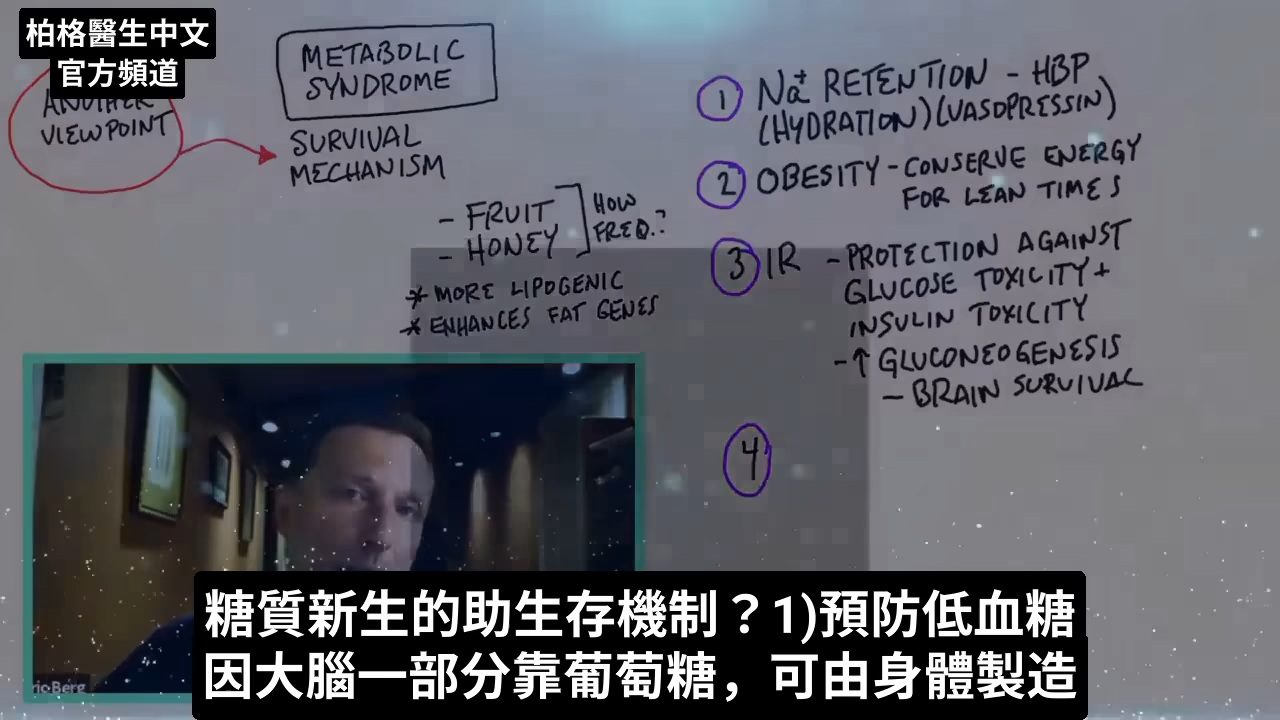 柏格醫生中文
官方頻道
ANOTHER
VIEWPOINT
METABOLIC
SYNDROME
SURVIVAL
MECHANISM
- FRUIT
- HONEY
HOW
FREQ.?
* MORE LIPOGENIC
* ENHANCES FAT GENES
1 Na+ RETENTION - HBP
(HYDRATION)(VASOPRESSIN)
2 OBESITY - CONSERVE ENERGY
FOR LEAN TIMES
3 IR - PROTECTION AGAINST
GLUCOSE TOXICITY +
INSULIN TOXICITY
- ↑ GLUCONEOGENESIS
- BRAIN SURVIVAL
4
ric Berg
糖質新生的助生存機制？1)預防低血糖
因大腦一部分靠葡萄糖，可由身體製造